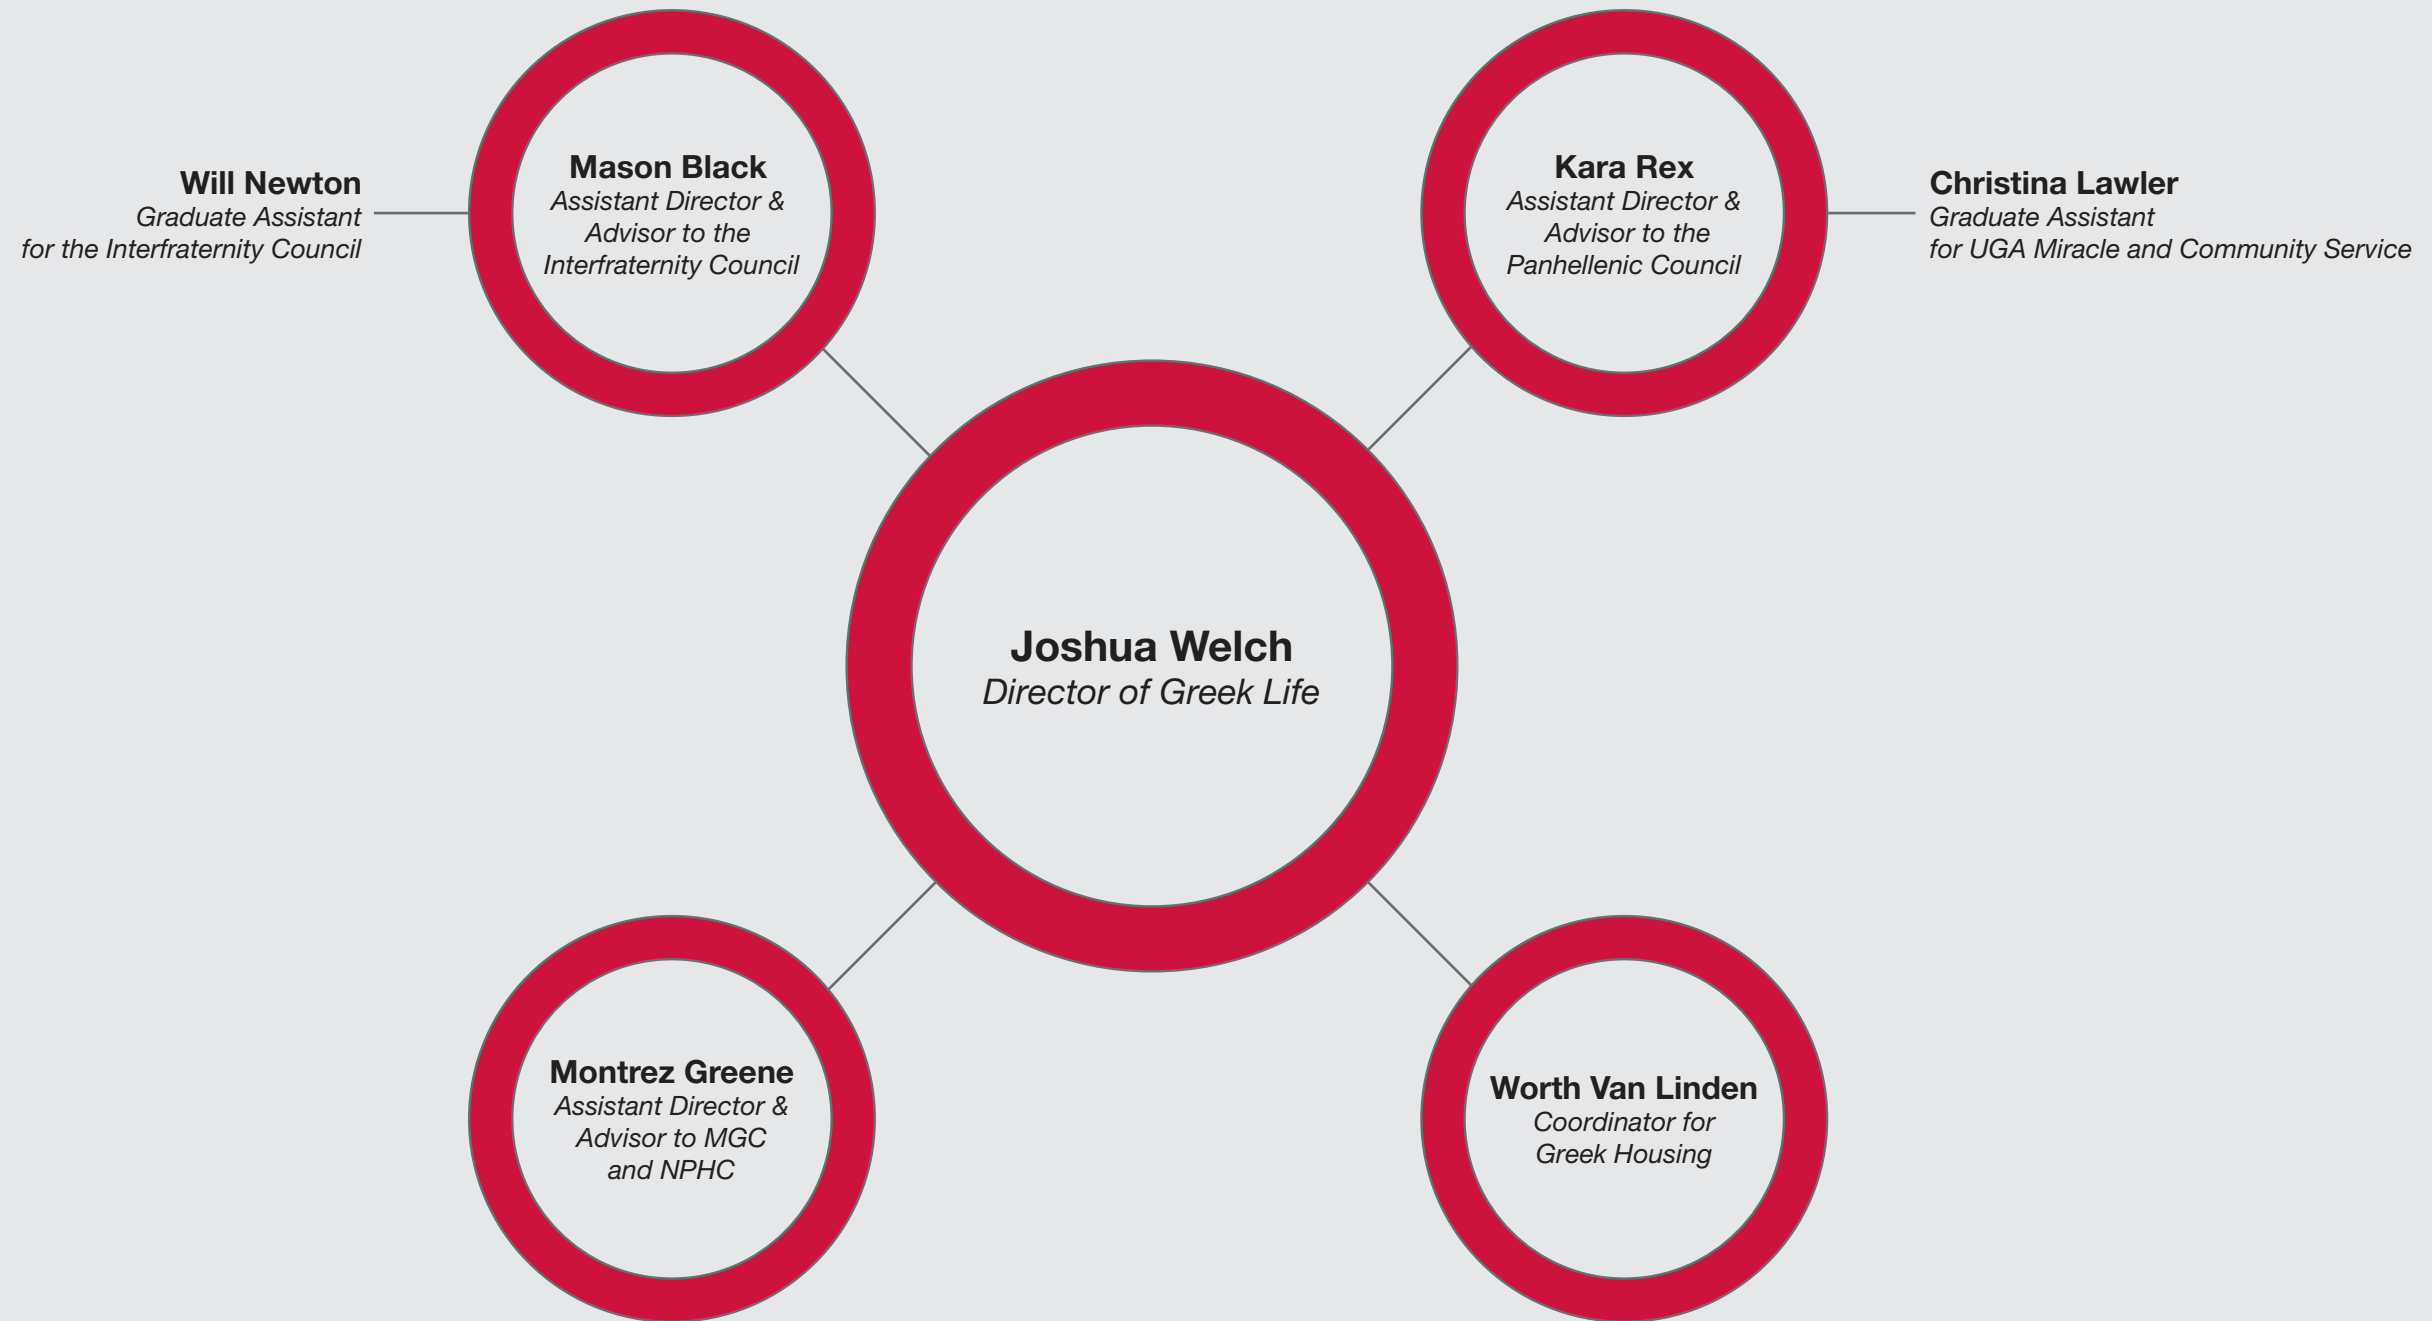 Will Newton
Graduate Assistant
for the Interfraternity Council
Mason Black
Assistant Director &
Advisor to the
Interfraternity Council
Kara Rex
Assistant Director &
Advisor to the
Panhellenic Council
Christina Lawler
Graduate Assistant
for UGA Miracle and Community Service
Joshua Welch
Director of Greek Life
Montrez Greene
Assistant Director &
Advisor to MGC
and NPHC
Worth Van Linden
Coordinator for
Greek Housing